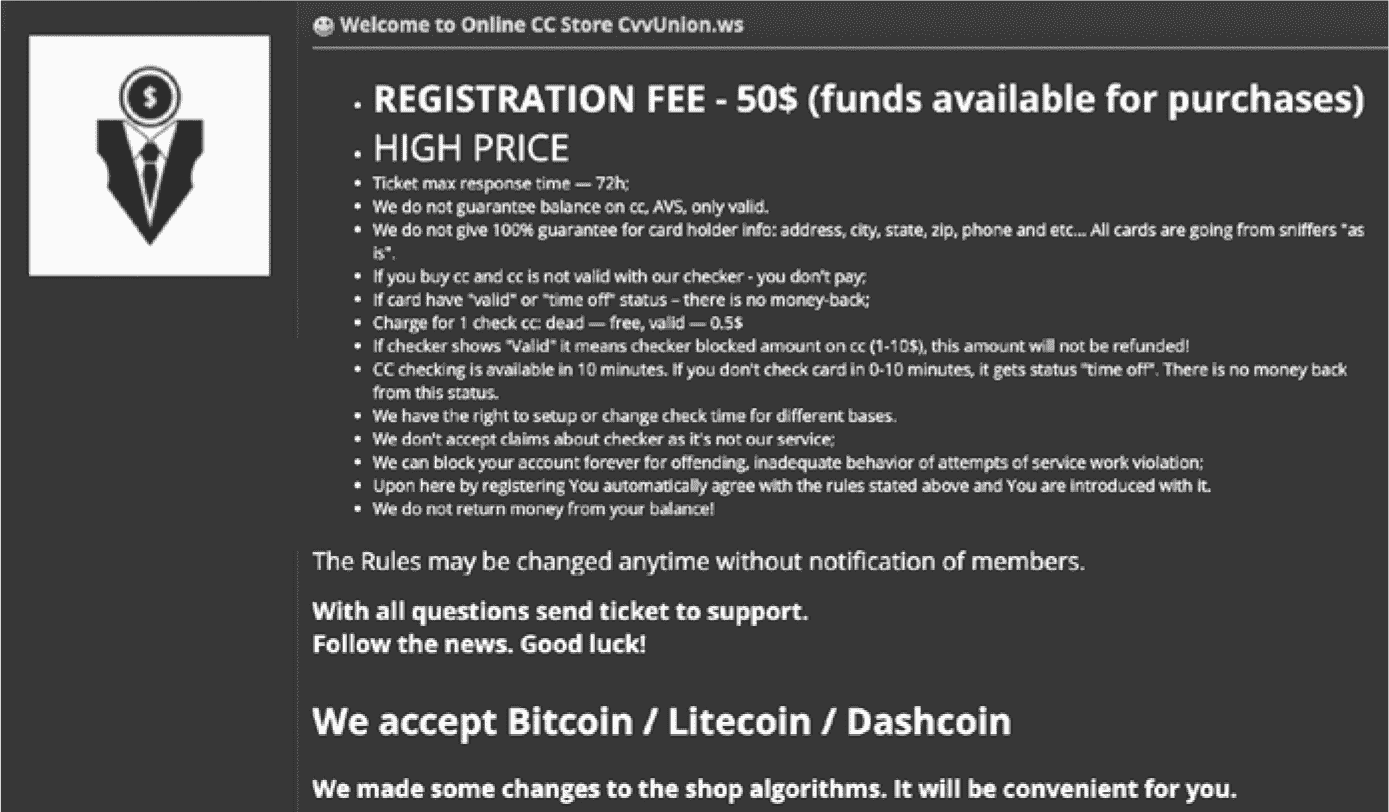 Welcome to Online CC Store CvvUnion.ws
$
• REGISTRATION FEE - 50$ (funds available for purchases)
• HIGH PRICE
• Ticket max response time — 72h;
• We do not guarantee balance on cc, AVS, only valid.
• We do not give 100% guarantee for card holder info: address, city, state, zip, phone and etc... All cards are going from sniffers "as
is".
• If you buy cc and cc is not valid with our checker - you don't pay;
• If card have "valid" or "time off" status – there is no money-back;
• Charge for 1 check cc: dead — free, valid — 0.5$
• If checker shows "Valid" it means checker blocked amount on cc (1-10$), this amount will not be refunded!
• CC checking is available in 10 minutes. If you don't check card in 0-10 minutes, it gets status "time off". There is no money back
from this status.
• We have the right to setup or change check time for different bases.
• We don't accept claims about checker as it's not our service;
• We can block your account forever for offending, inadequate behavior of attempts of service work violation;
• Upon here by registering You automatically agree with the rules stated above and You are introduced with it.
• We do not return money from your balance!
The Rules may be changed anytime without notification of members.
With all questions send ticket to support.
Follow the news. Good luck!
We accept Bitcoin / Litecoin / Dashcoin
We made some changes to the shop algorithms. It will be convenient for you.